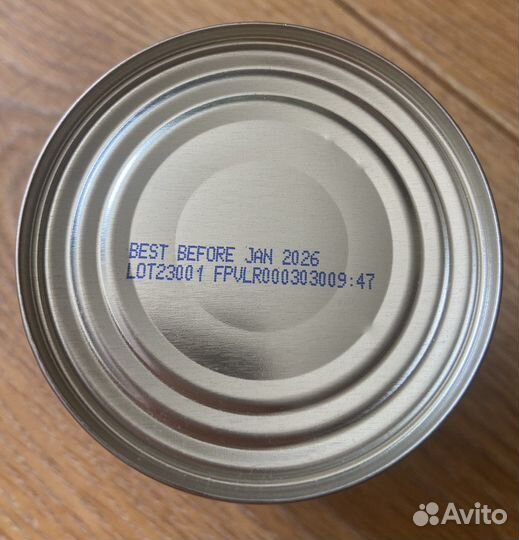 BEST BEFORE JAN 2026
LOT23001 FPVLR000303009:47
Avito